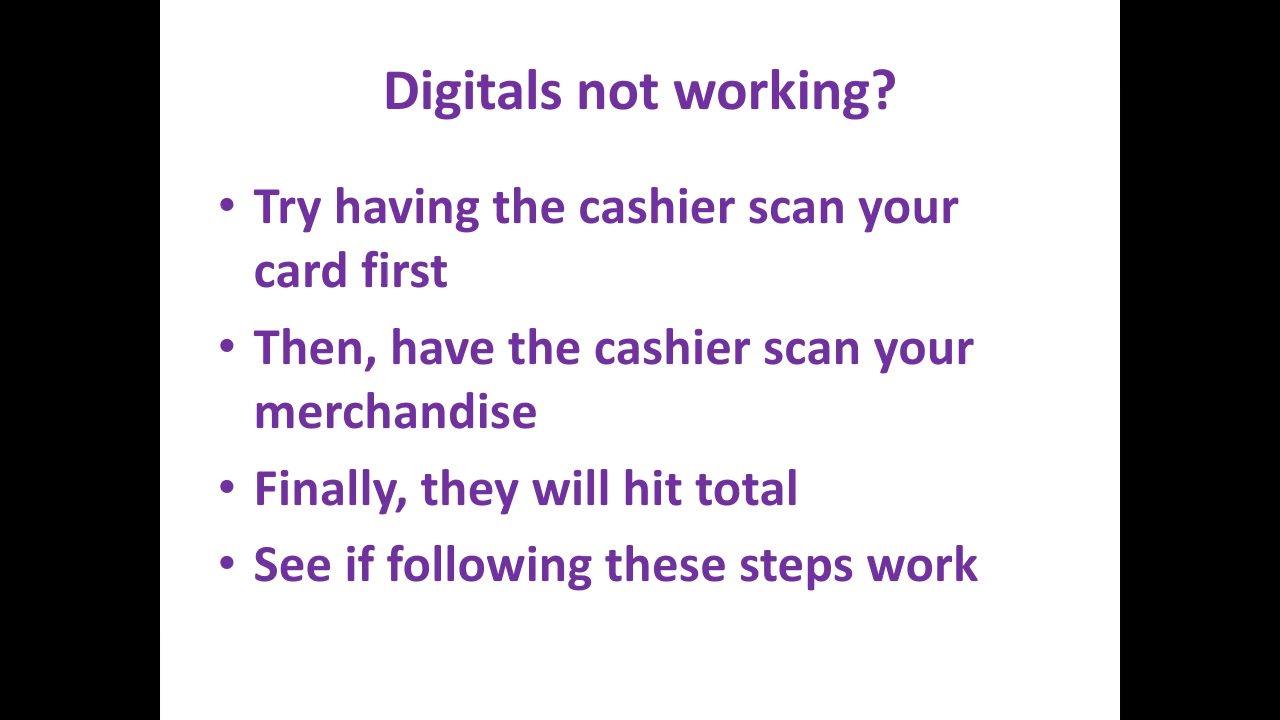 Digitals not working?
• Try having the cashier scan your
card first
• Then, have the cashier scan your
merchandise
• Finally, they will hit total
• See if following these steps work